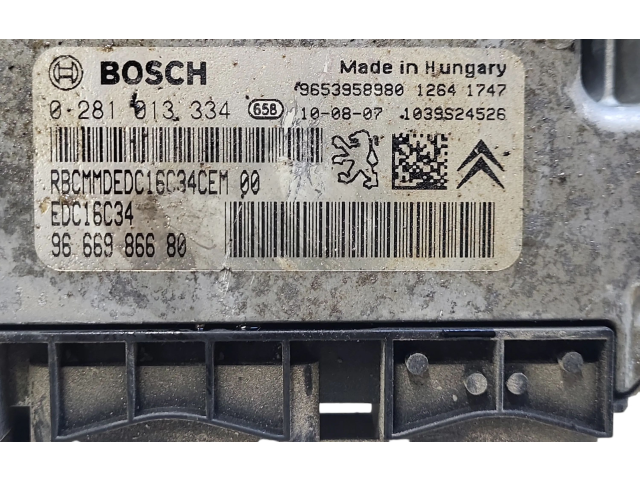 BOSCH
Made in Hungary
9653958980 1264 1747
0 281 013 334 658 10-08-07 1039S24526
RBCMMDEDC16C34CEM 00
EDC16C34
96 669 866 80